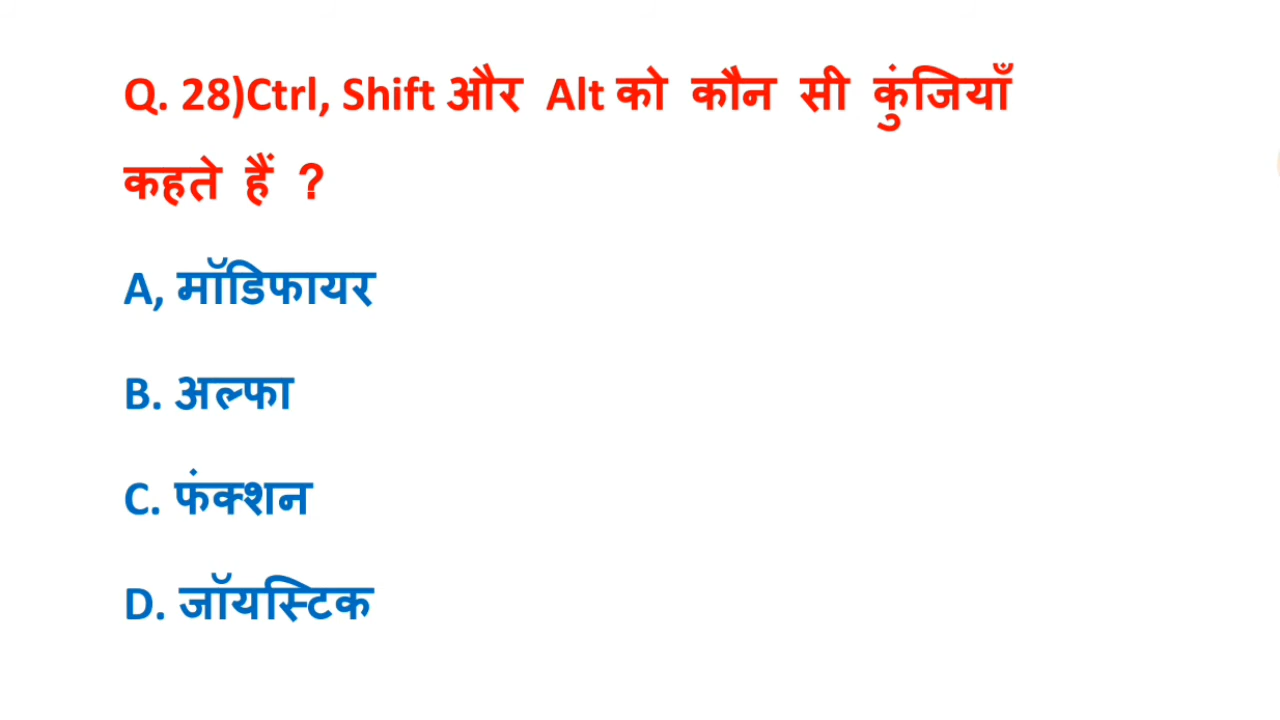 Q. 28)Ctrl, Shift और Alt को कौन सी कुंजियाँ
कहते हैं ?
A, मॉडिफायर
B. अल्फा
C. फंक्शन
D. जॉयस्टिक